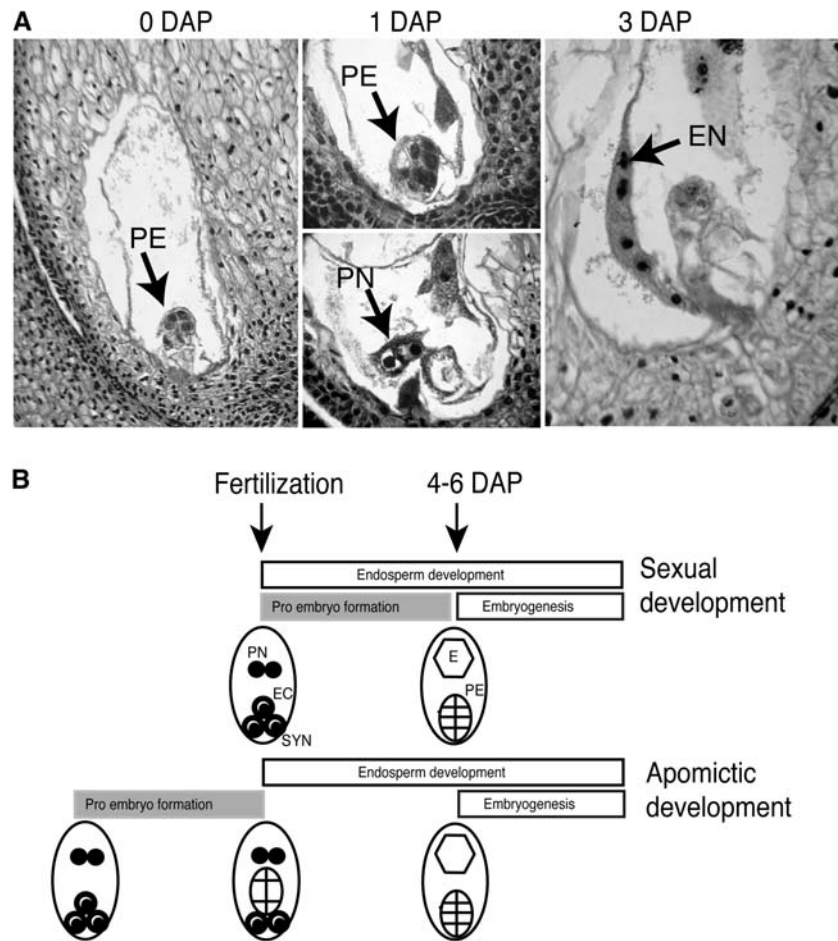 A
0 DAP
1 DAP
3 DAP
PE
PE
PN
EN
B
Fertilization
4-6 DAP
Endosperm development
Sexual
development
Pro embryo formation
Embryogenesis
PN
EC
SYN
E
PE
Endosperm development
Apomictic
development
Pro embryo formation
Embryogenesis